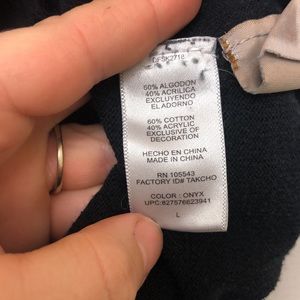 60% ALGODON
40% ACRILICA
EXCLUYENDO
EL ADORNO
60% COTTON
40% ACRYLIC
EXCLUSIVE OF
DECORATION
HECHO EN CHINA
MADE IN CHINA
RN 105543
FACTORY ID# TAKCHO
COLOR : ONYX
UPC:627576623941
L